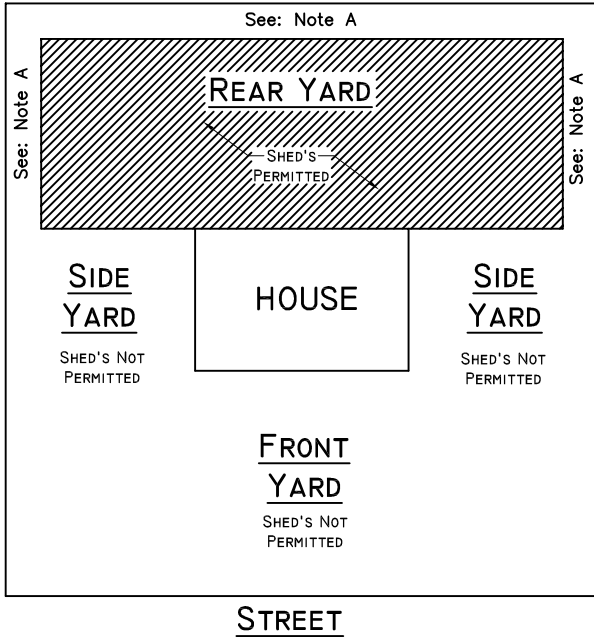 See: Note A
See: Note A
REAR YARD
See: Note A
SHED'S
PERMITTED
SIDE
YARD
SHED'S NOT
PERMITTED
HOUSE
SIDE
YARD
SHED'S NOT
PERMITTED
FRONT
YARD
SHED'S NOT
PERMITTED
STREET